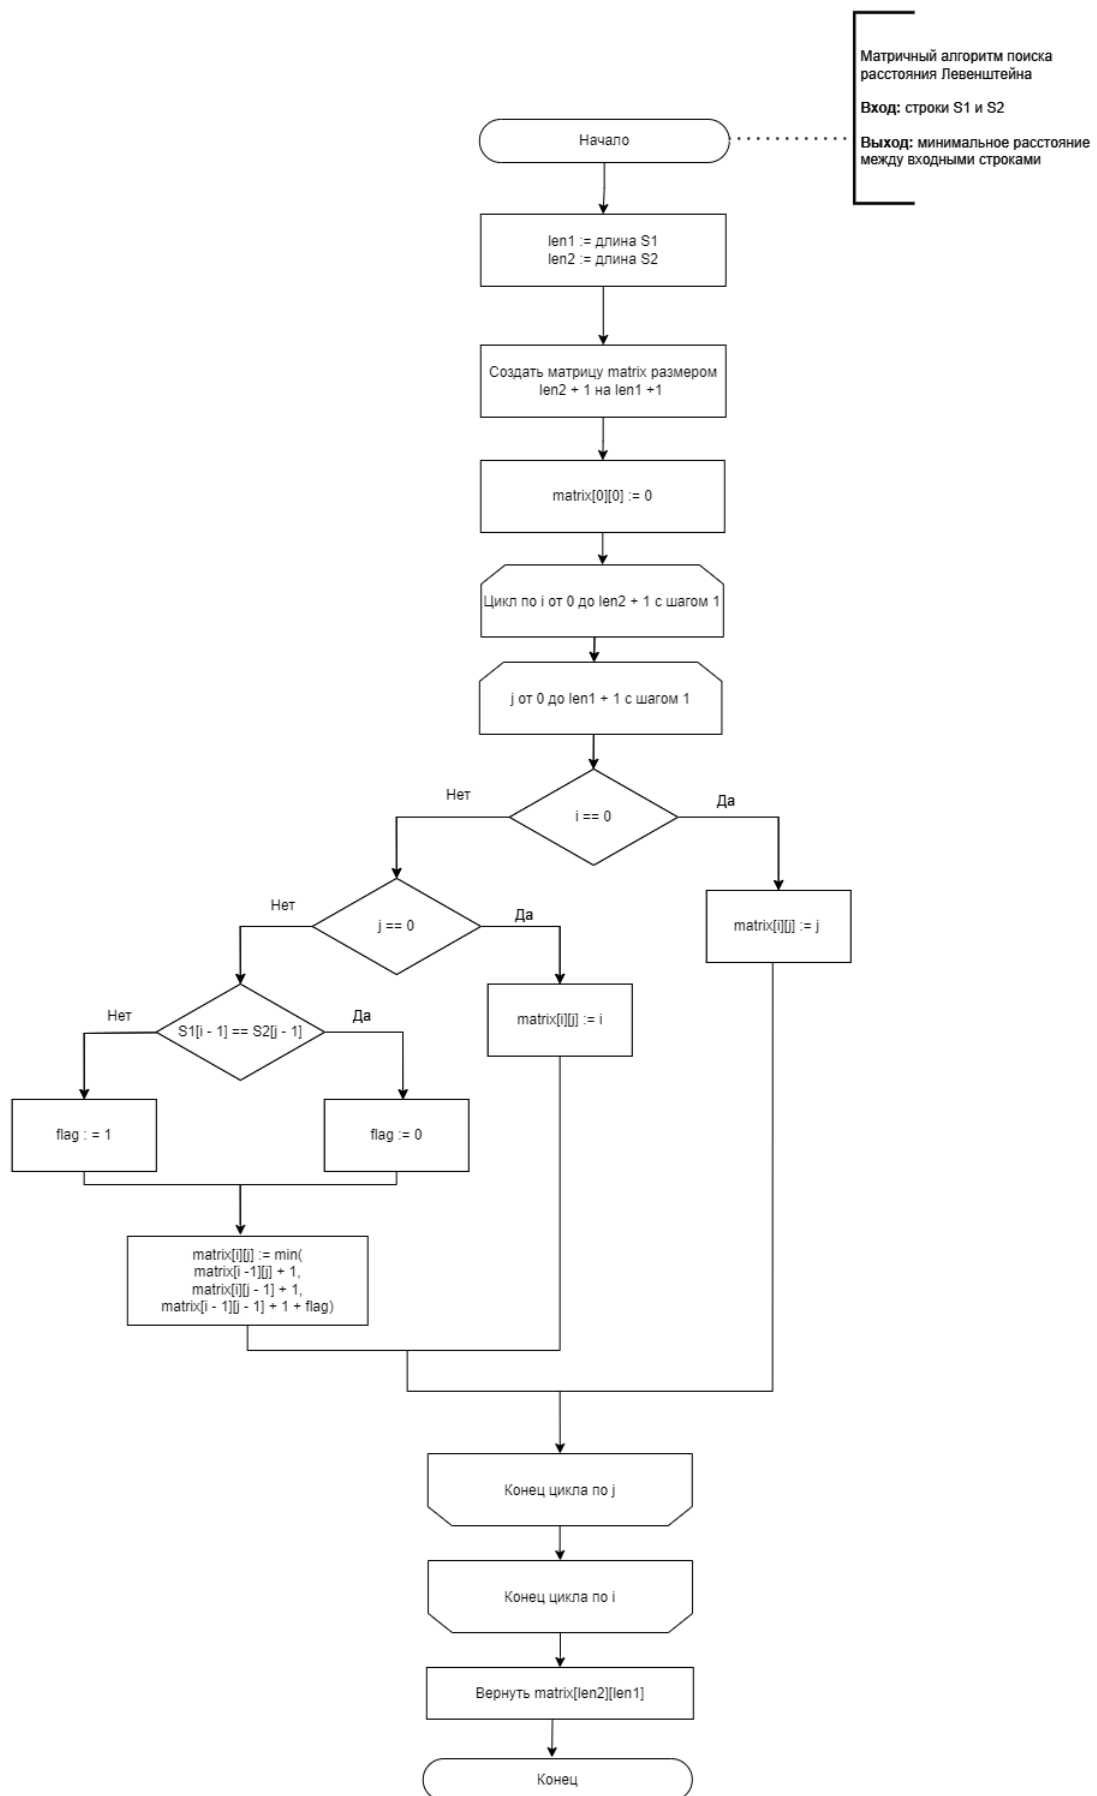 Матричный алгоритм поиска
расстояния Левенштейна
Вход: строки S1 и S2
Выход: минимальное расстояние
между входными строками
Начало
len1 := длина S1
len2 := длина S2
Создать матрицу matrix размером
len2 + 1 на len1 +1
matrix[0][0] := 0
Цикл по i от 0 до len2 + 1 с шагом 1
j от 0 до len1 + 1 с шагом 1
i == 0
Нет
Да
j == 0
Нет
Да
matrix[i][j] := j
S1[i - 1] == S2[j - 1]
Нет
Да
matrix[i][j] := i
flag : = 1
flag := 0
matrix[i][j] := min(
matrix[i -1][j] + 1,
matrix[i][j - 1] + 1,
matrix[i - 1][j - 1] + 1 + flag)
Конец цикла по j
Конец цикла по i
Вернуть matrix[len2][len1]
Конец